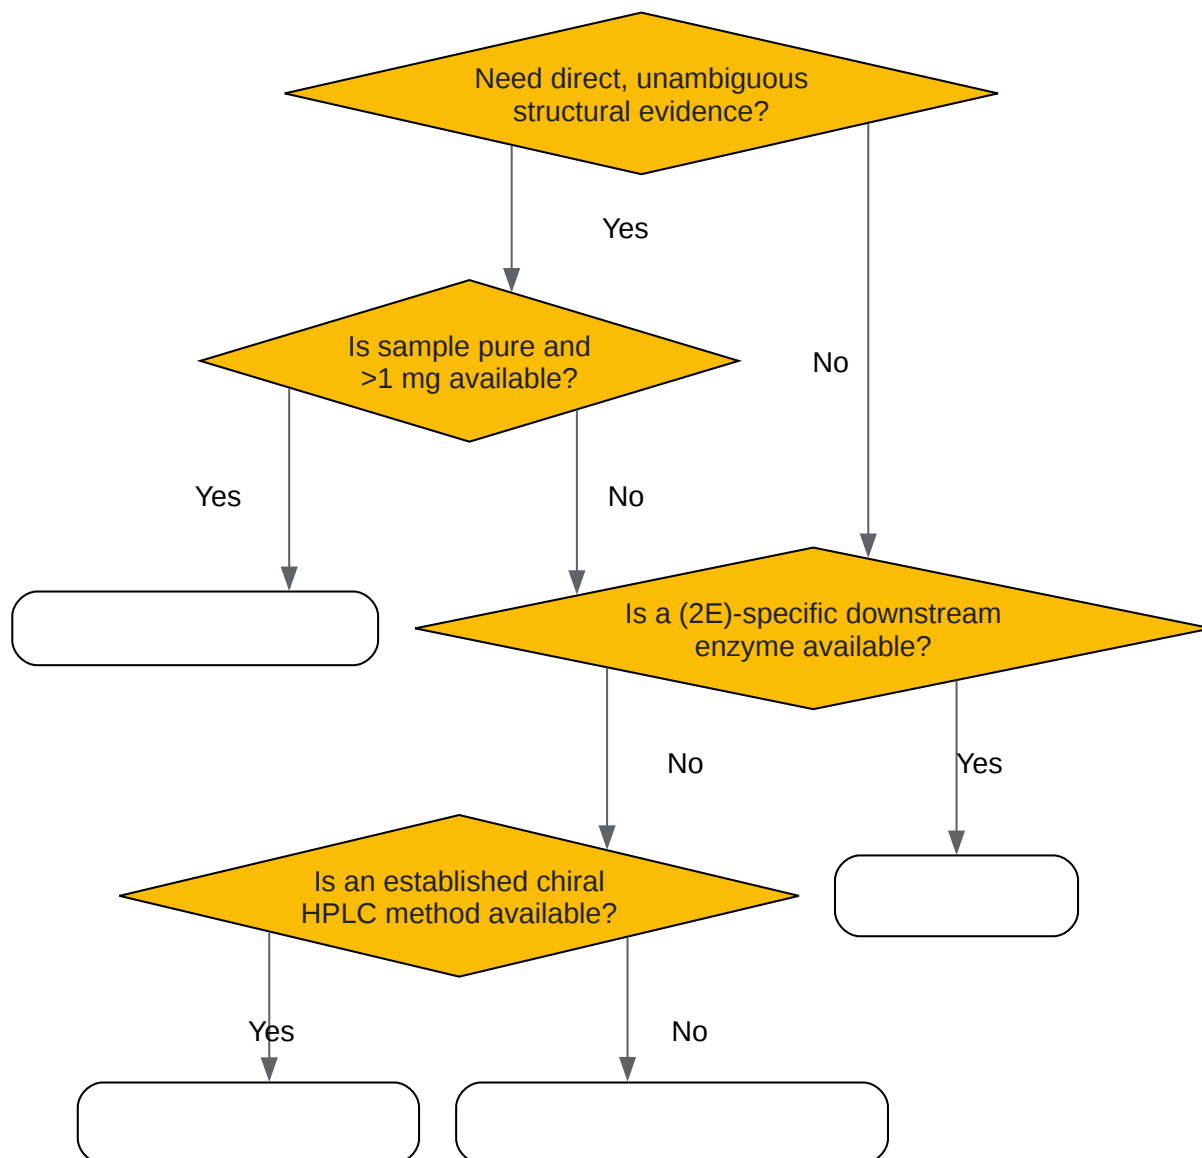 Need direct, unambiguous
structural evidence?
Yes
Is sample pure and
>1 mg available?
No
Yes
No
Is a (2E)-specific downstream
enzyme available?
No
Yes
Is an established chiral
HPLC method available?
Yes
No